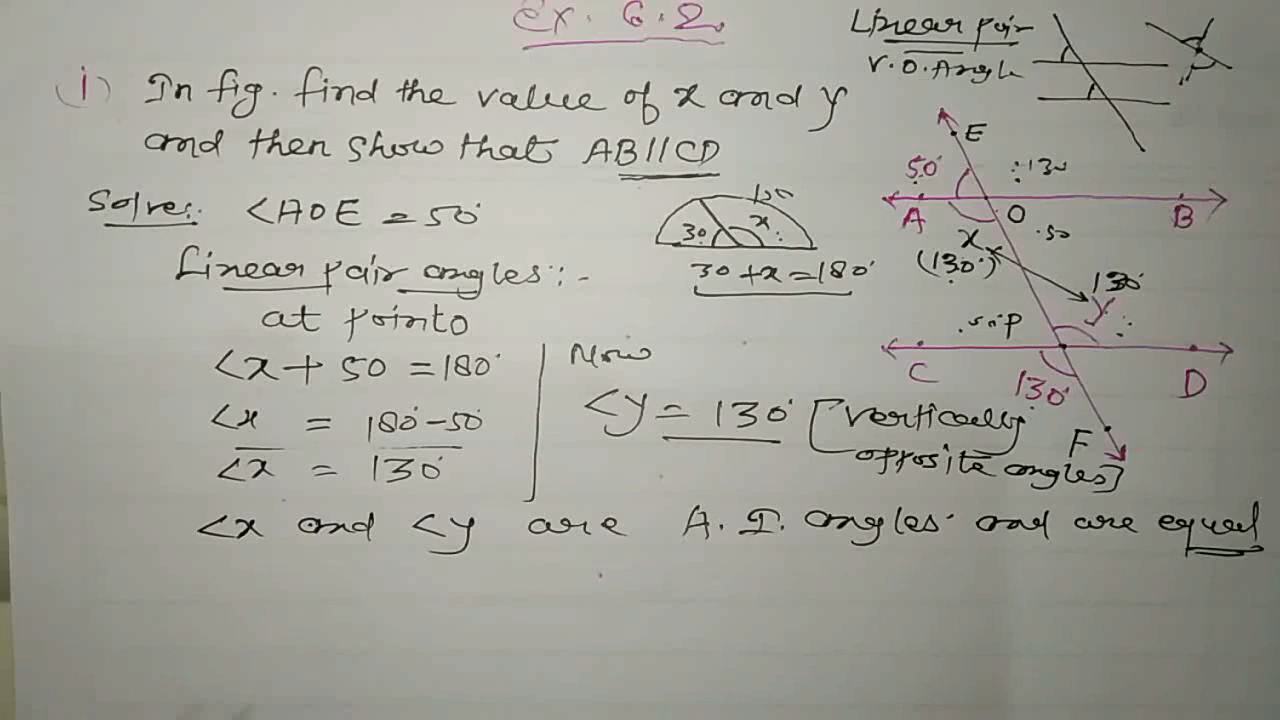 Ex. 6.2.
Linear pair
V.O. Angle
(i) In fig. find the value of x and y
and then show that AB//CD
Solve:. <AOE = 50°
Linear pair angles:-
at point O
<x + 50 = 180°
<x = 180° - 50°
<x = 130°
30 x
30 + x = 180°
Now
<y = 130° [vertically
opposite angles]
E
50° 130
A O B
x .50
(130°)
130°
y
.50 P
C D
130°
F
<x and <y are A.I. angles and are equal